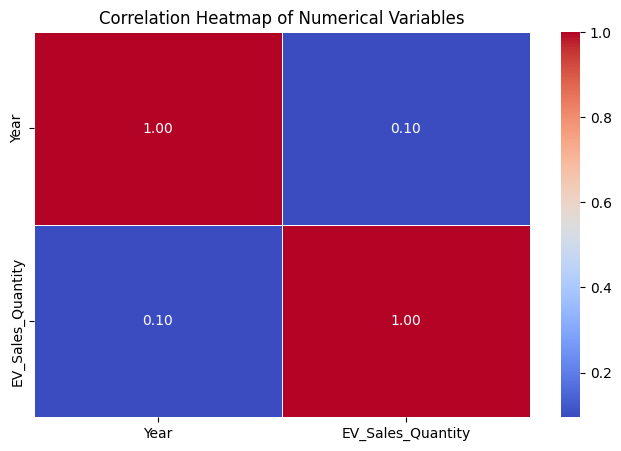 Correlation Heatmap of Numerical Variables
Year
1.00
0.10
EV_Sales_Quantity
0.10
1.00
Year
EV_Sales_Quantity
1.0
0.8
0.6
0.4
0.2